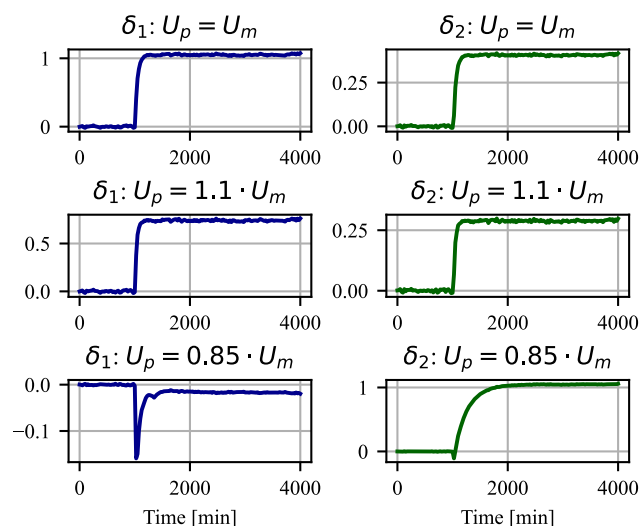 δ₁: Uₚ = Uₘ
δ₂: Uₚ = Uₘ
1
0
0.25
0.00
0 2000 4000
0 2000 4000
δ₁: Uₚ = 1.1 · Uₘ
δ₂: Uₚ = 1.1 · Uₘ
0.5
0.0
0.25
0.00
0 2000 4000
0 2000 4000
δ₁: Uₚ = 0.85 · Uₘ
δ₂: Uₚ = 0.85 · Uₘ
0.0
−0.1
1
0
0 2000 4000
0 2000 4000
Time [min]
Time [min]